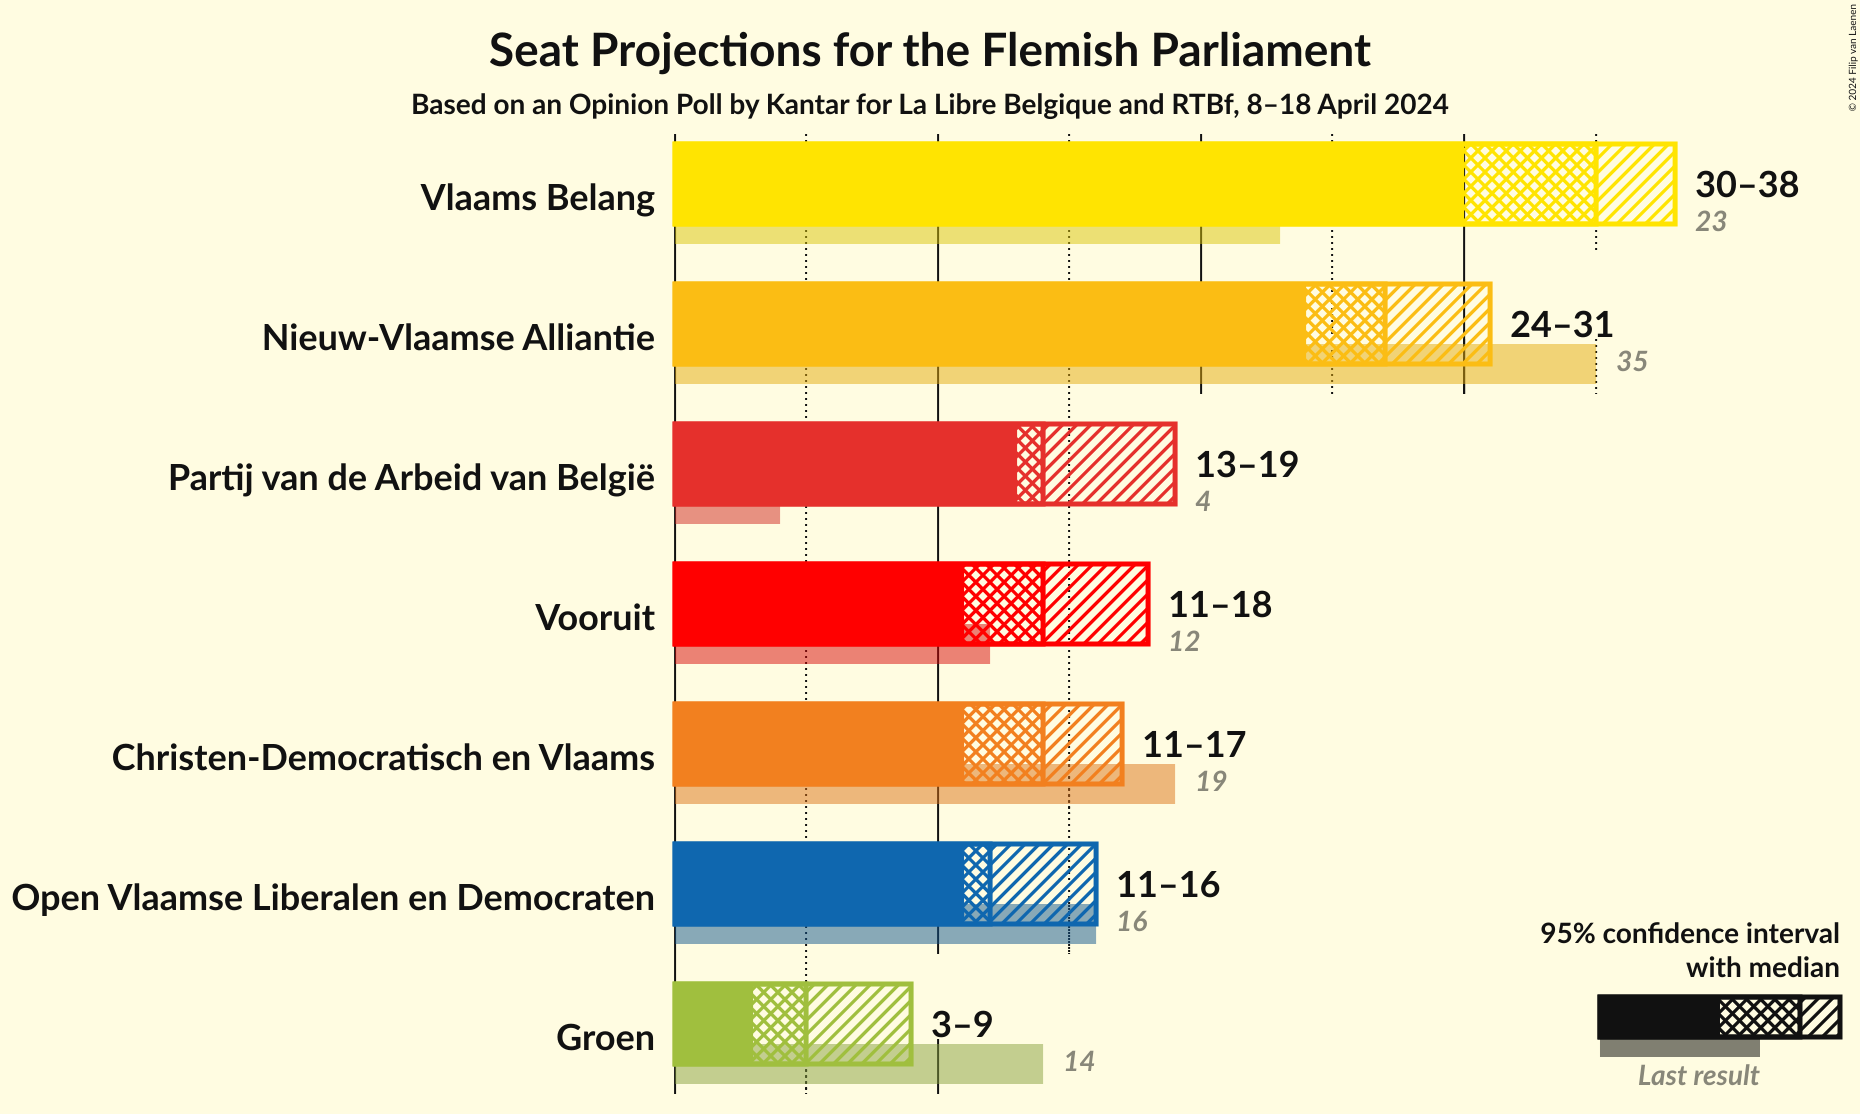 Seat Projections for the Flemish Parliament
Based on an Opinion Poll by Kantar for La Libre Belgique and RTBf, 8–18 April 2024
© 2024 Filip van Laenen
Vlaams Belang
30–38
23
Nieuw-Vlaamse Alliantie
24–31
35
Partij van de Arbeid van België
13–19
4
Vooruit
11–18
12
Christen-Democratisch en Vlaams
11–17
19
Open Vlaamse Liberalen en Democraten
11–16
16
Groen
3–9
14
95% confidence interval
with median
Last result